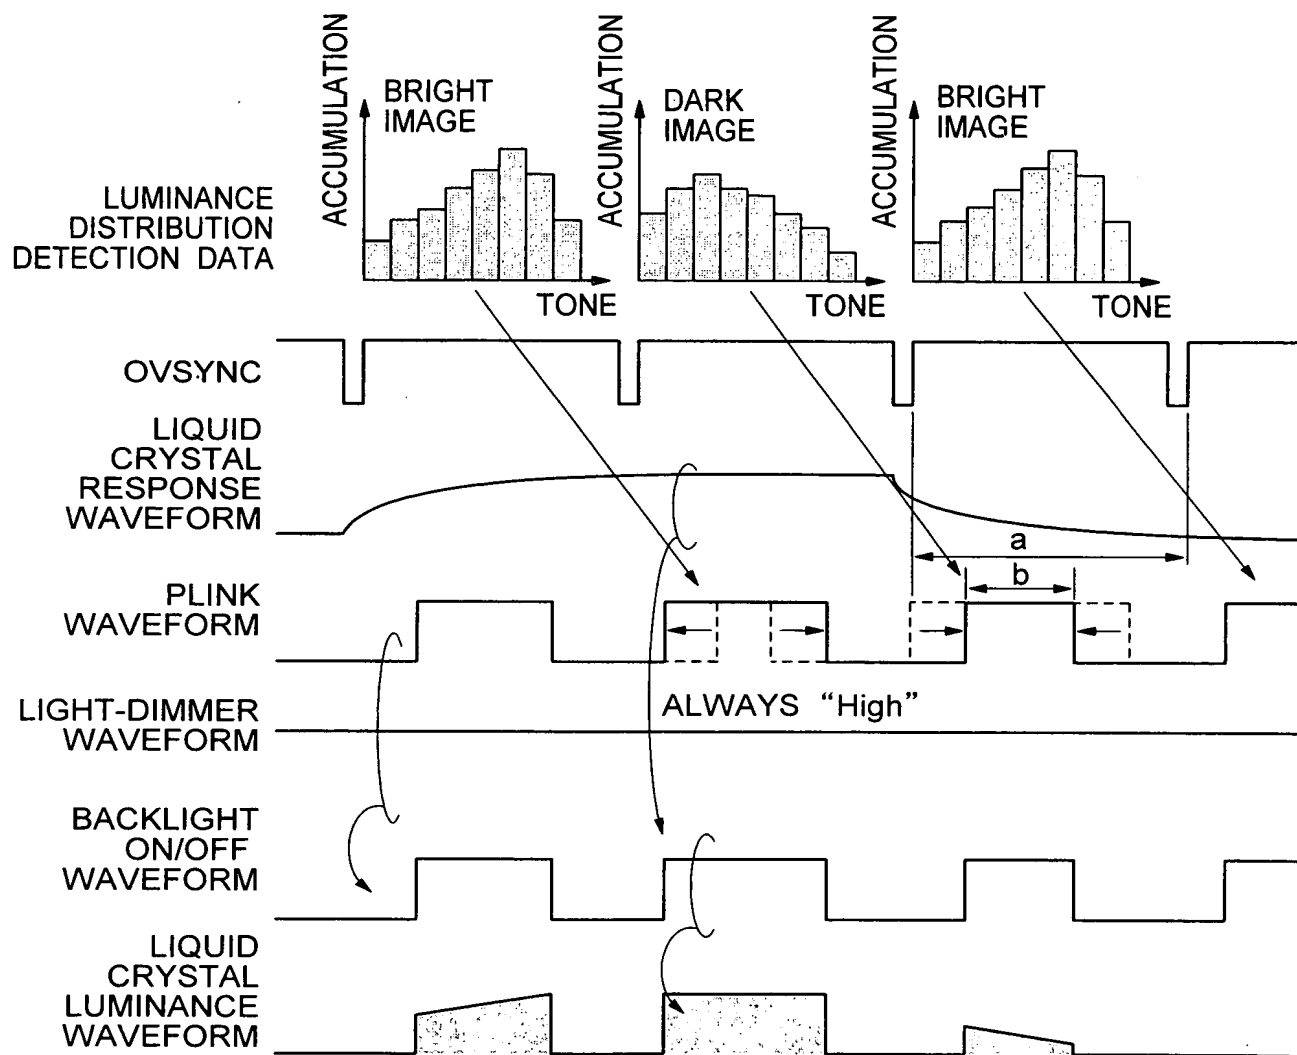 ACCUMULATION
BRIGHT
IMAGE
TONE
ACCUMULATION
DARK
IMAGE
TONE
ACCUMULATION
BRIGHT
IMAGE
TONE
LUMINANCE
DISTRIBUTION
DETECTION DATA
OVSYNC
LIQUID
CRYSTAL
RESPONSE
WAVEFORM
a
b
PLINK
WAVEFORM
LIGHT-DIMMER
WAVEFORM
ALWAYS "High"
BACKLIGHT
ON/OFF
WAVEFORM
LIQUID
CRYSTAL
LUMINANCE
WAVEFORM